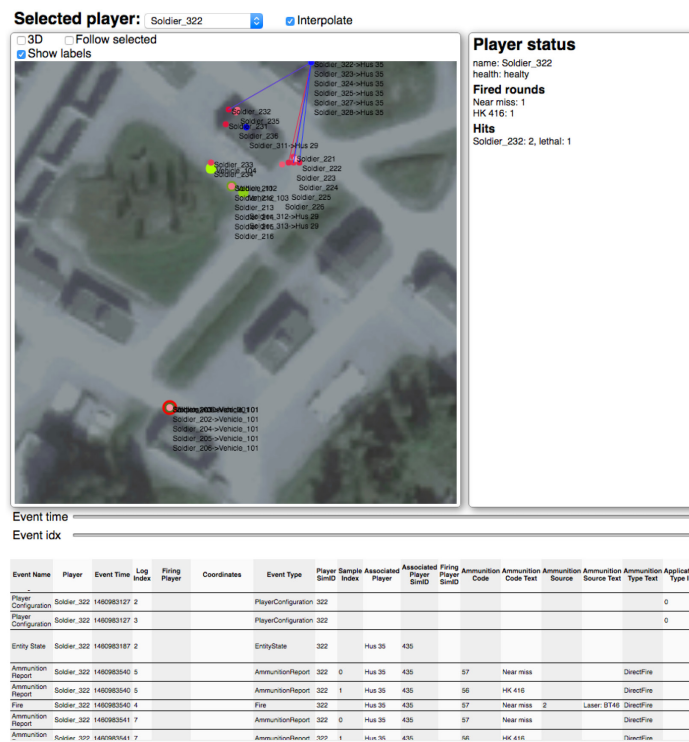 Selected player: Soldier_322 Interpolate
3D Follow selected
Show labels
Soldier_322->Hus 35
Soldier_323->Hus 35
Soldier_324->Hus 35
Soldier_325->Hus 35
Soldier_327->Hus 35
Soldier_328->Hus 35
Soldier_232
Soldier_235
Soldier_231
Soldier_236
Soldier_311->Hus 29
Soldier_221
Soldier_233
Vehicle_104
Soldier_222
Soldier_234
Soldier_223
Soldier_224
Vehicle_103 Soldier_225
Soldier_213 Soldier_226
Soldier_312->Hus 29
Soldier_313->Hus 29
Soldier_216
Soldier_202->Vehicle_101
Soldier_204->Vehicle_101
Soldier_205->Vehicle_101
Soldier_206->Vehicle_101
Player status
name: Soldier_322
health: healty
Fired rounds
Near miss: 1
HK 416: 1
Hits
Soldier_232: 2, lethal: 1
Event time
Event idx
Event Name Player Event Time Log Index Firing Player Coordinates Event Type Player SimID Sample Index Associated Player Associated Player SimID Firing Player SimID Ammunition Code Ammunition Code Text Ammunition Source Ammunition Source Text Ammunition Type Text
Player Configuration Soldier_322 1460983127 2 PlayerConfiguration 322 0
Player Configuration Soldier_322 1460983127 3 PlayerConfiguration 322 0
Entity State Soldier_322 1460983187 2 EntityState 322 Hus 35 435
Ammunition Report Soldier_322 1460983540 5 AmmunitionReport 322 0 Hus 35 435 57 Near miss DirectFire
Ammunition Report Soldier_322 1460983540 5 AmmunitionReport 322 1 Hus 35 435 56 HK 416 DirectFire
Fire Soldier_322 1460983540 4 Fire 322 Hus 35 435 57 Near miss 2 Laser: BT46 DirectFire
Ammunition Report Soldier_322 1460983541 7 AmmunitionReport 322 0 Hus 35 435 57 Near miss DirectFire
Ammunition Soldier_322 1460983541 7 AmmunitionReport 322 1 Hus 35 435 56 HK 416 DirectFire